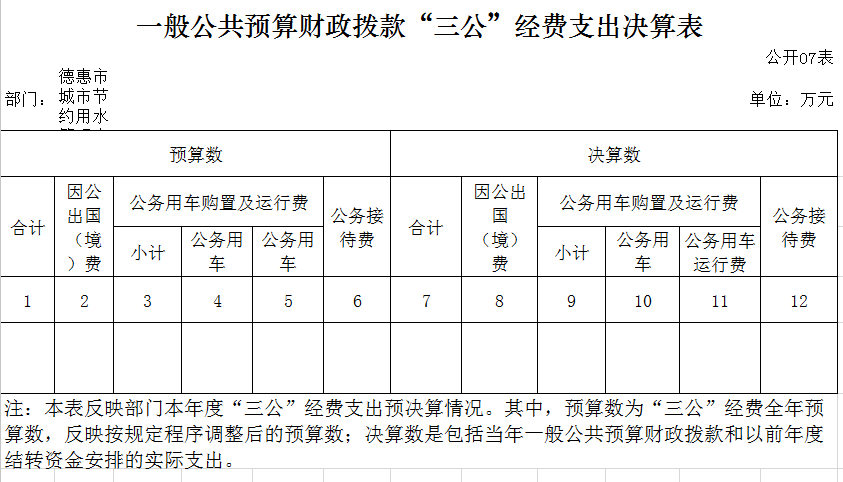 一般公共预算财政拨款“三公”经费支出决算表
公开07表
部门：
德惠市
城市节
约用水
单位：万元
预算数
决算数
合计
因公
出国
（境
）费
公务用车购置及运行费
小计
公务用
车
公务用
车
公务接
待费
合计
因公出
国
（境）
费
公务用车购置及运行费
小计
公务用
车
公务用车
运行费
公务接
待费
1 2 3 4 5 6 7 8 9 10 11 12
注：本表反映部门本年度“三公”经费支出预决算情况。其中，预算数为“三公”经费全年预
算数，反映按规定程序调整后的预算数；决算数是包括当年一般公共预算财政拨款和以前年度
结转资金安排的实际支出。